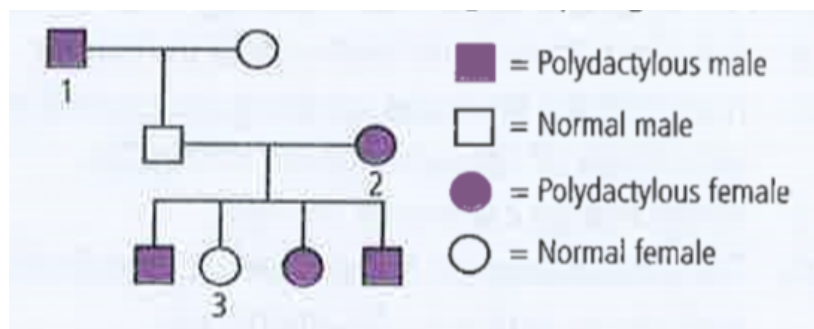 1
2
3
= Polydactylous male
= Normal male
= Polydactylous female
= Normal female